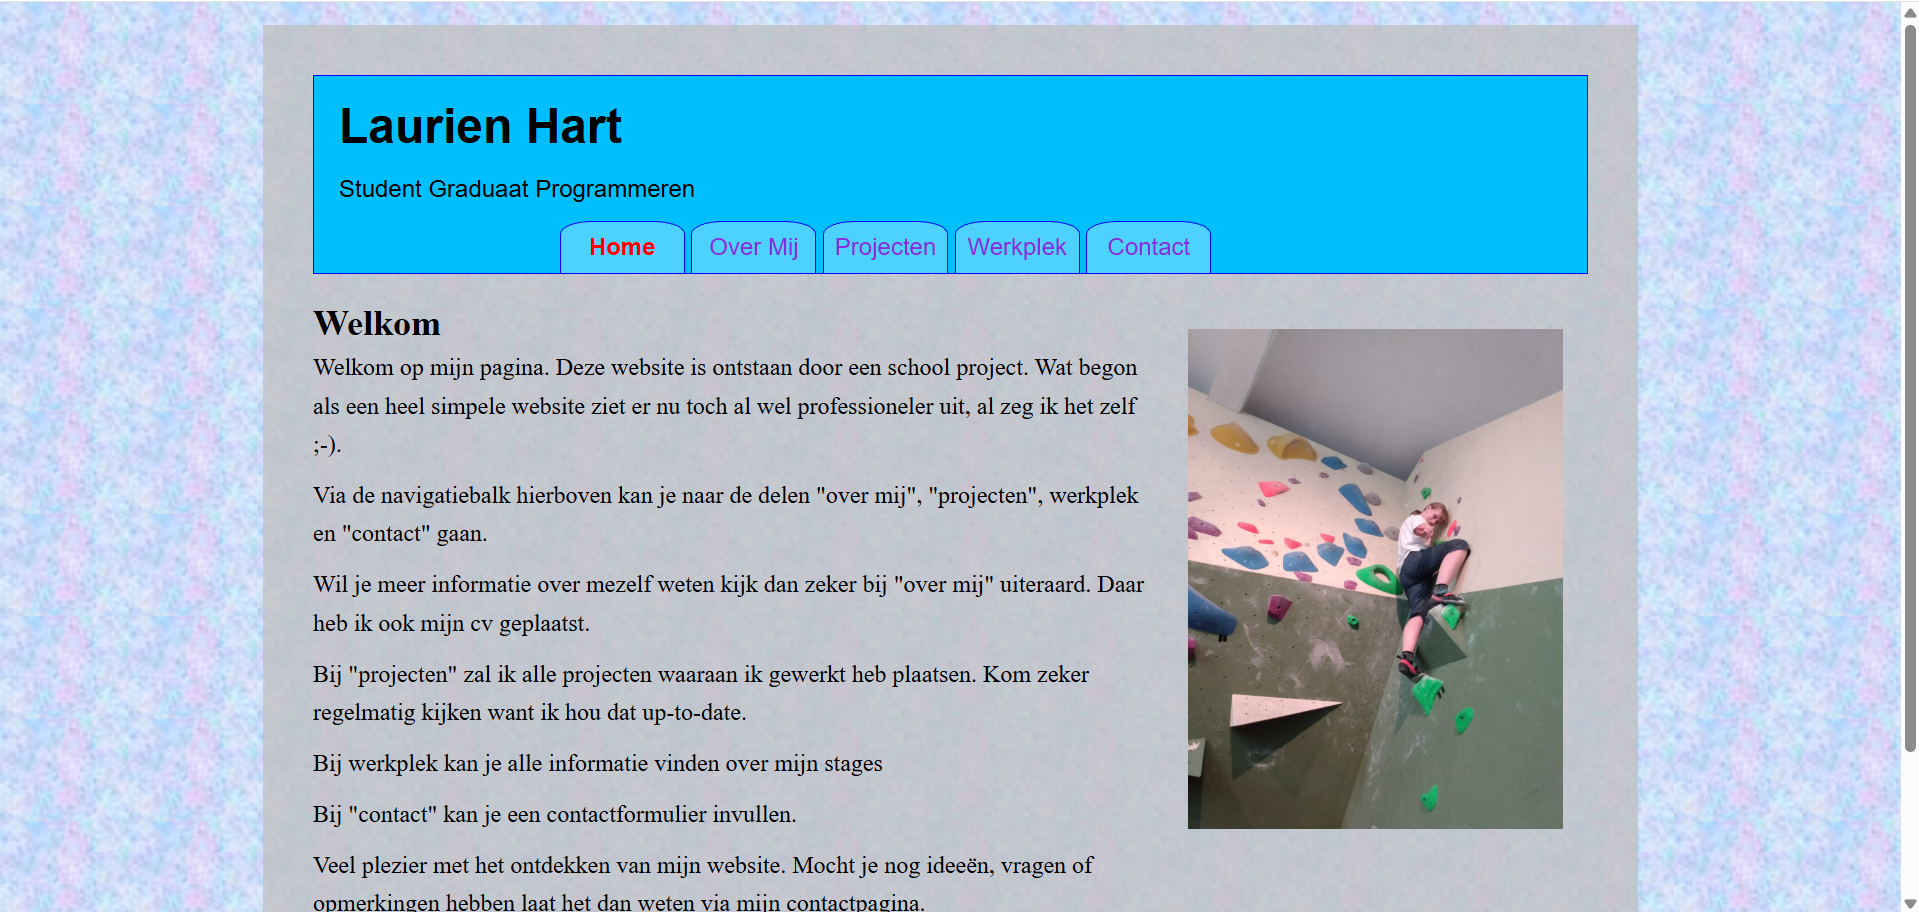 Laurien Hart
Student Graduaat Programmeren
Home Over Mij Projecten Werkplek Contact
Welkom
Welkom op mijn pagina. Deze website is ontstaan door een school project. Wat begon
als een heel simpele website ziet er nu toch al wel professioneler uit, al zeg ik het zelf
;-).
Via de navigatiebalk hierboven kan je naar de delen "over mij", "projecten", werkplek
en "contact" gaan.
Wil je meer informatie over mezelf weten kijk dan zeker bij "over mij" uiteraard. Daar
heb ik ook mijn cv geplaatst.
Bij "projecten" zal ik alle projecten waaraan ik gewerkt heb plaatsen. Kom zeker
regelmatig kijken want ik hou dat up-to-date.
Bij werkplek kan je alle informatie vinden over mijn stages
Bij "contact" kan je een contactformulier invullen.
Veel plezier met het ontdekken van mijn website. Mocht je nog ideeën, vragen of
opmerkingen hebben laat het dan weten via mijn contactpagina.